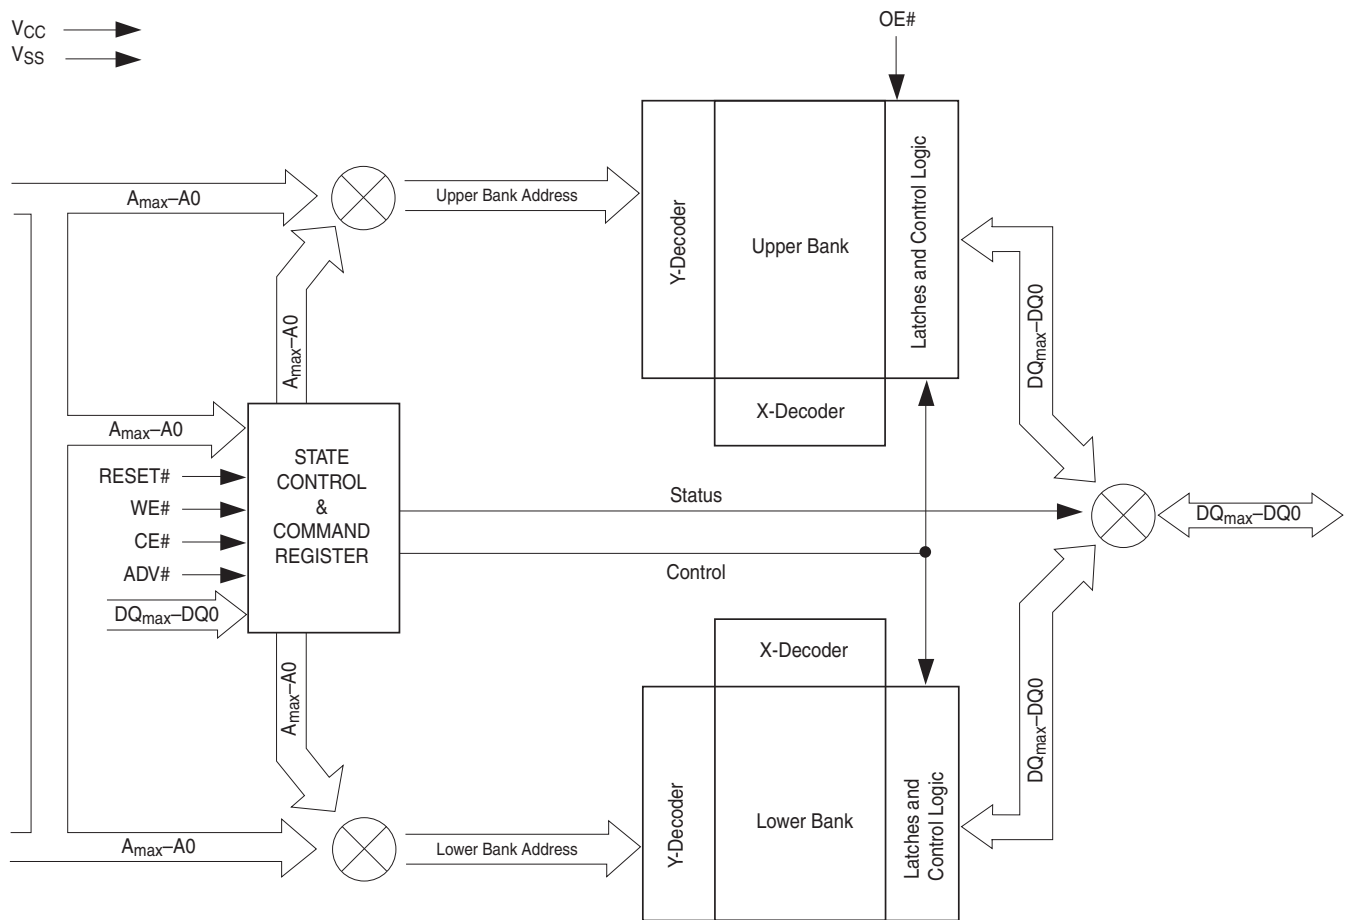 VCC
VSS
OE#
Amax–A0
Upper Bank Address
Y-Decoder
Upper Bank
Latches and Control Logic
X-Decoder
DQmax–DQ0
Amax–A0
Amax–A0
RESET#
WE#
CE#
ADV#
DQmax–DQ0
STATE
CONTROL
&
COMMAND
REGISTER
Status
Control
DQmax–DQ0
Amax–A0
X-Decoder
DQmax–DQ0
Amax–A0
Lower Bank Address
Y-Decoder
Lower Bank
Latches and
Control Logic